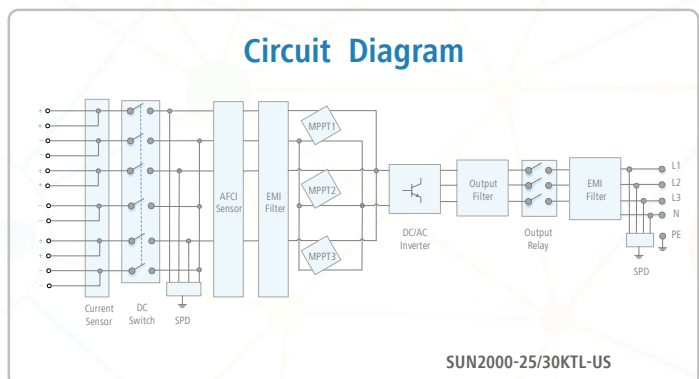 Circuit Diagram
+
+
-
-
+
+
-
-
+
+
-
-
Current
Sensor
DC
Switch
SPD
AFCI
Sensor
EMI
Filter
MPPT1
MPPT2
MPPT3
DC/AC
Inverter
Output
Filter
Output
Relay
EMI
Filter
L1
L2
L3
N
PE
SPD
SUN2000-25/30KTL-US